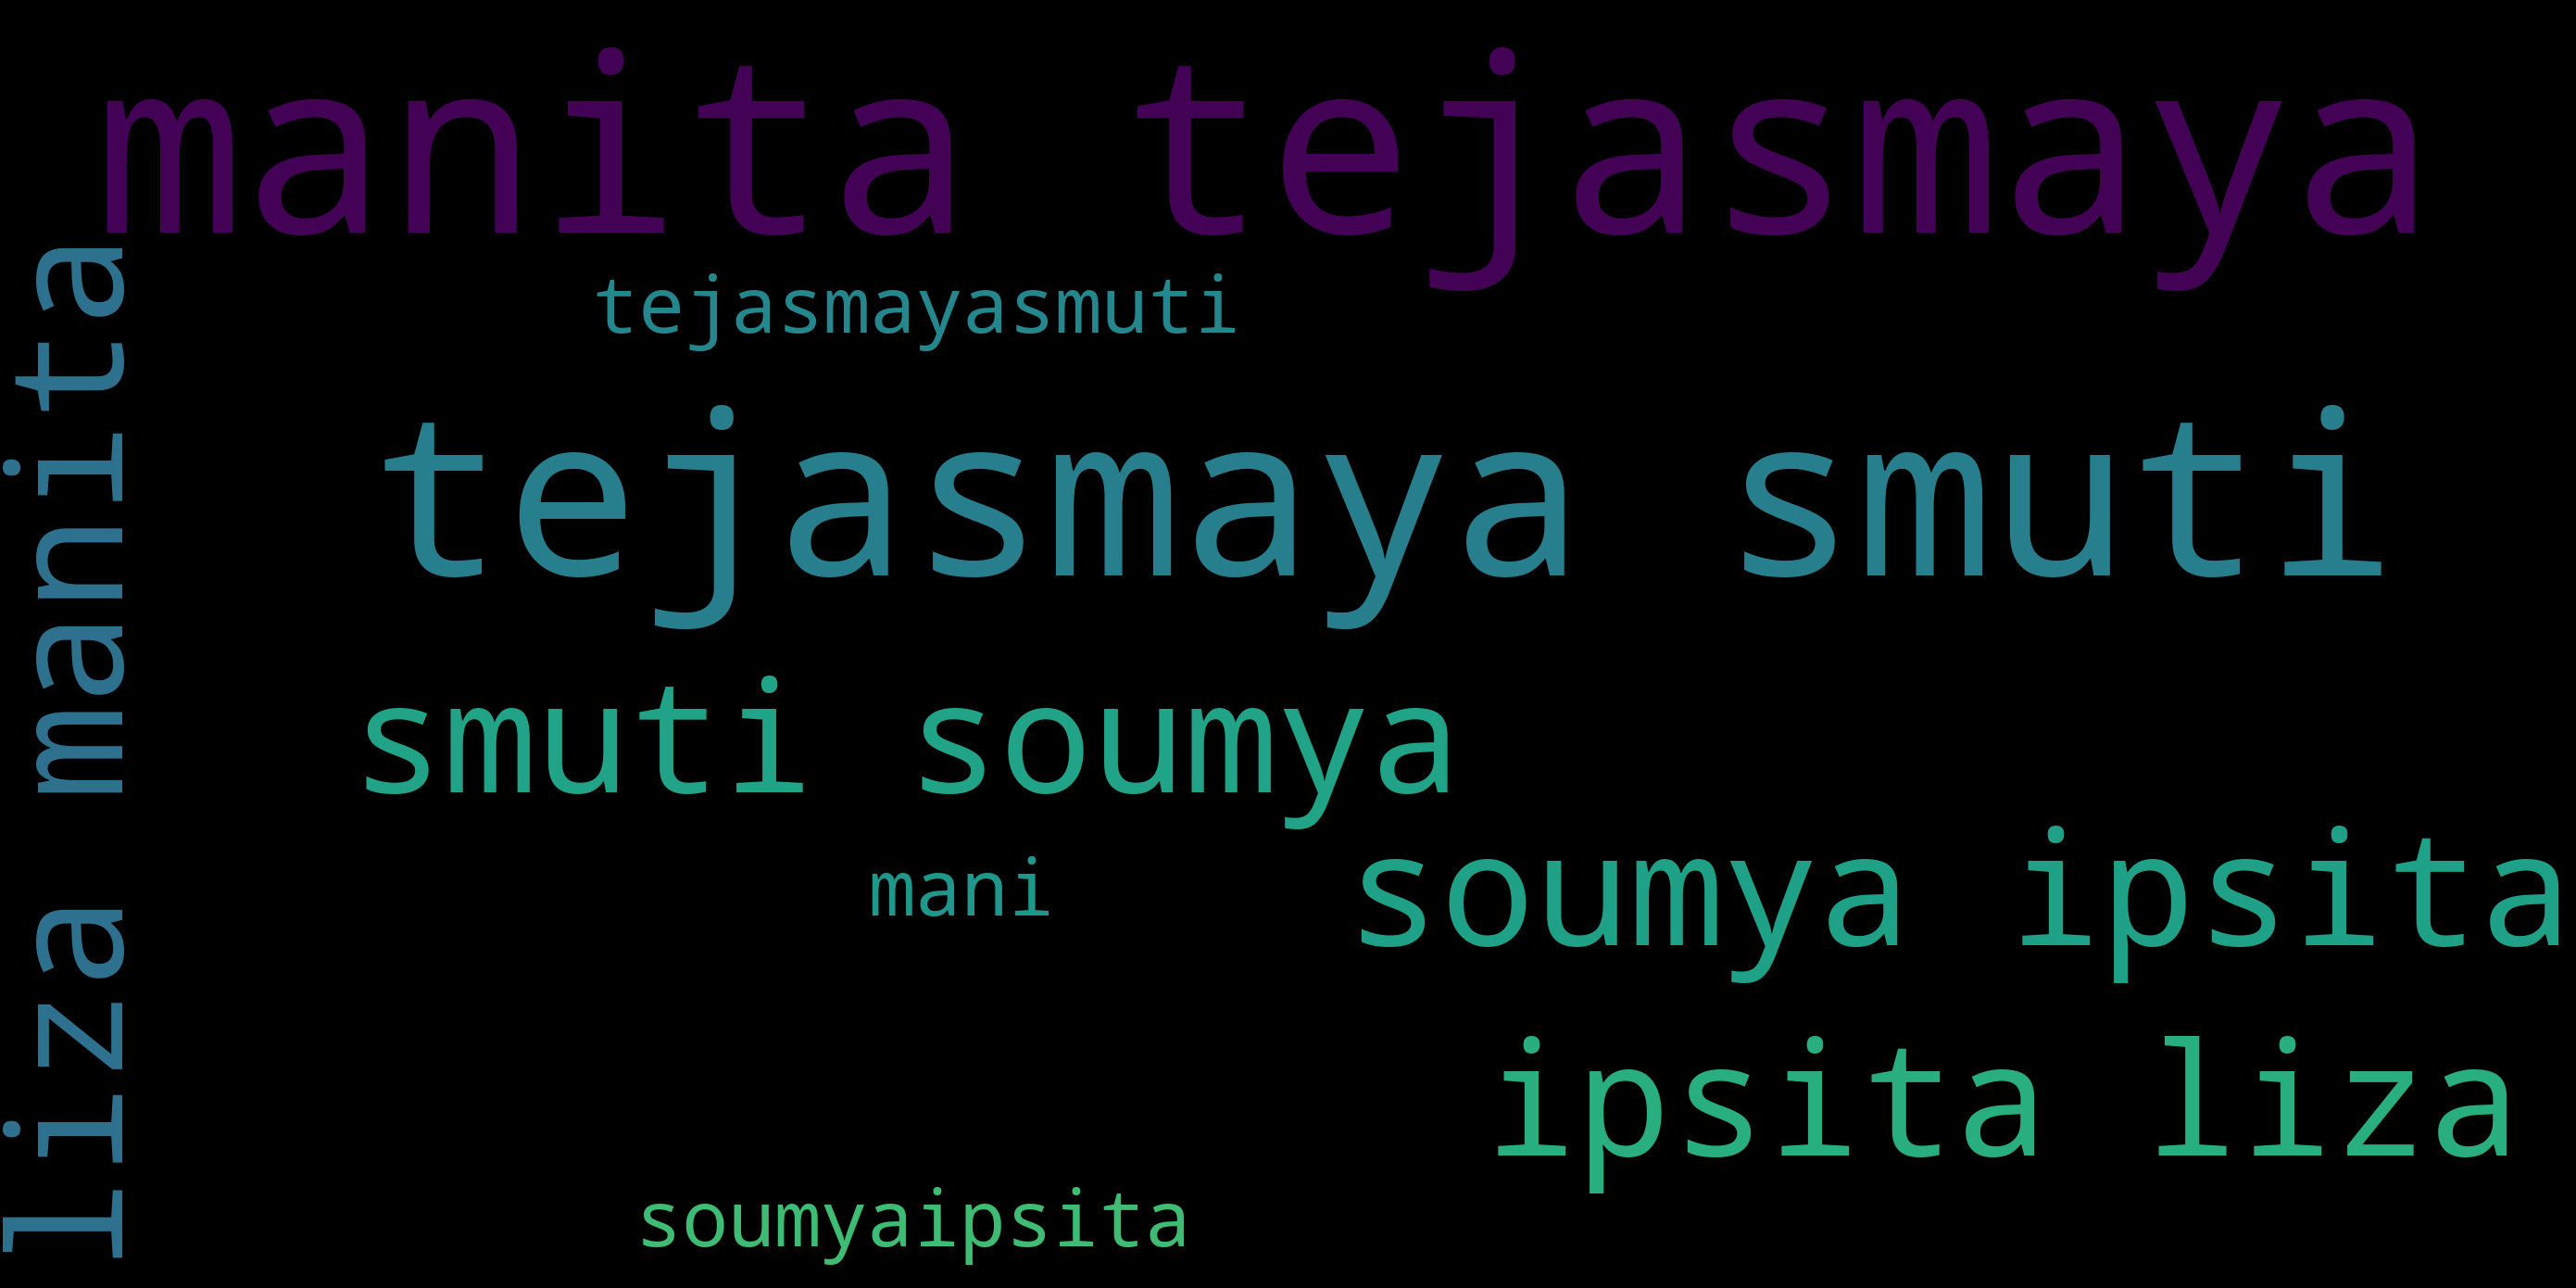 manita tejasmaya
tejasmayasmuti
liza manita
tejasmaya smuti
smuti soumya
mani
soumya ipsita
ipsita liza
soumyaipsita